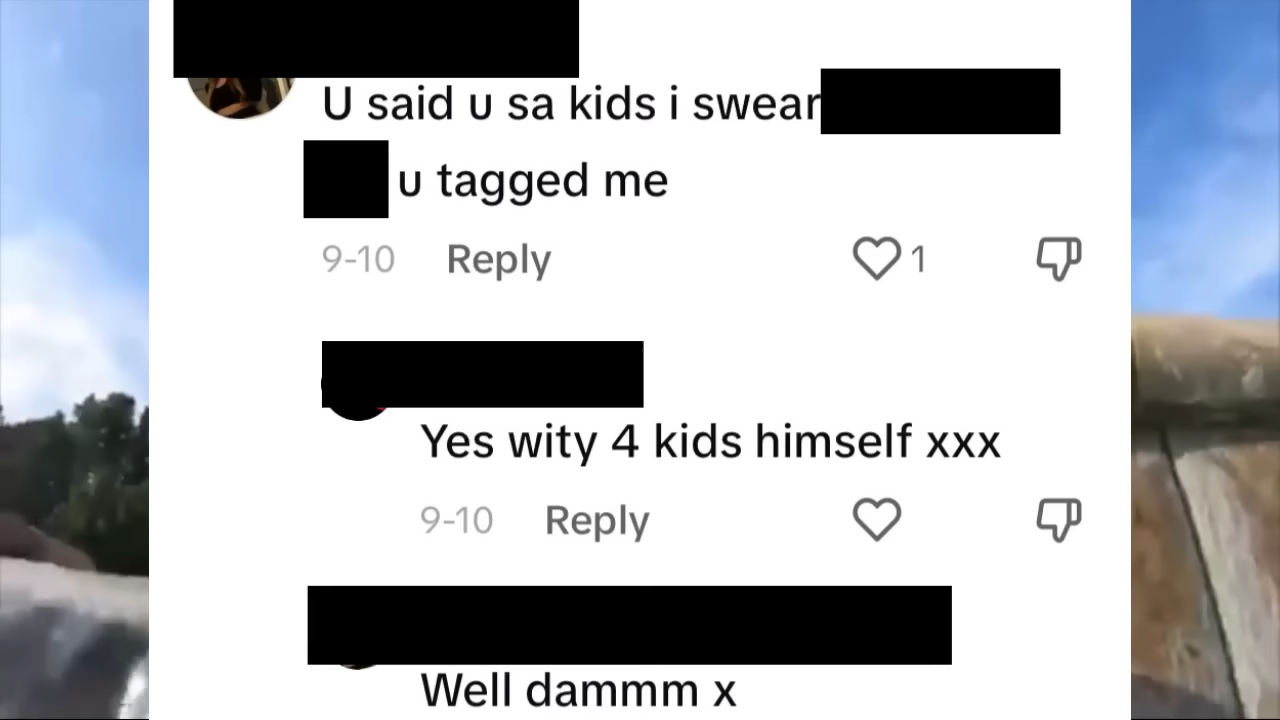 U said u sa kids i swear
u tagged me
9-10 Reply 1
Yes wity 4 kids himself xxx
9-10 Reply
Well dammm x